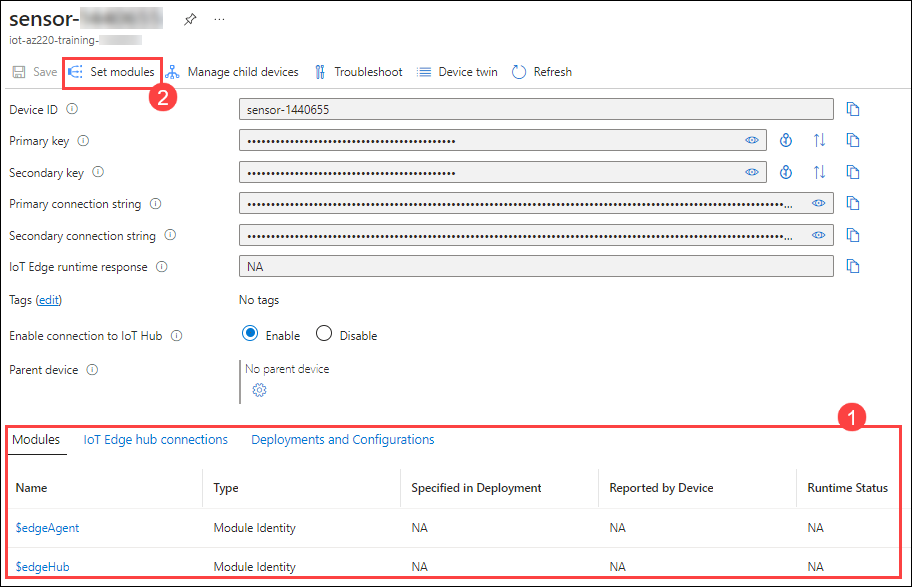 sensor-
iot-az220-training-
Save Set modules Manage child devices Troubleshoot Device twin Refresh
2
Device ID sensor-1440655
Primary key ••••••••••••••••••••••••••••••••••••••••••••
Secondary key ••••••••••••••••••••••••••••••••••••••••••••
Primary connection string ...
Secondary connection string ...
IoT Edge runtime response NA
Tags (edit) No tags
Enable connection to IoT Hub Enable Disable
Parent device No parent device
1
Modules IoT Edge hub connections Deployments and Configurations
Name Type Specified in Deployment Reported by Device Runtime Status
$edgeAgent Module Identity NA NA NA
$edgeHub Module Identity NA NA NA